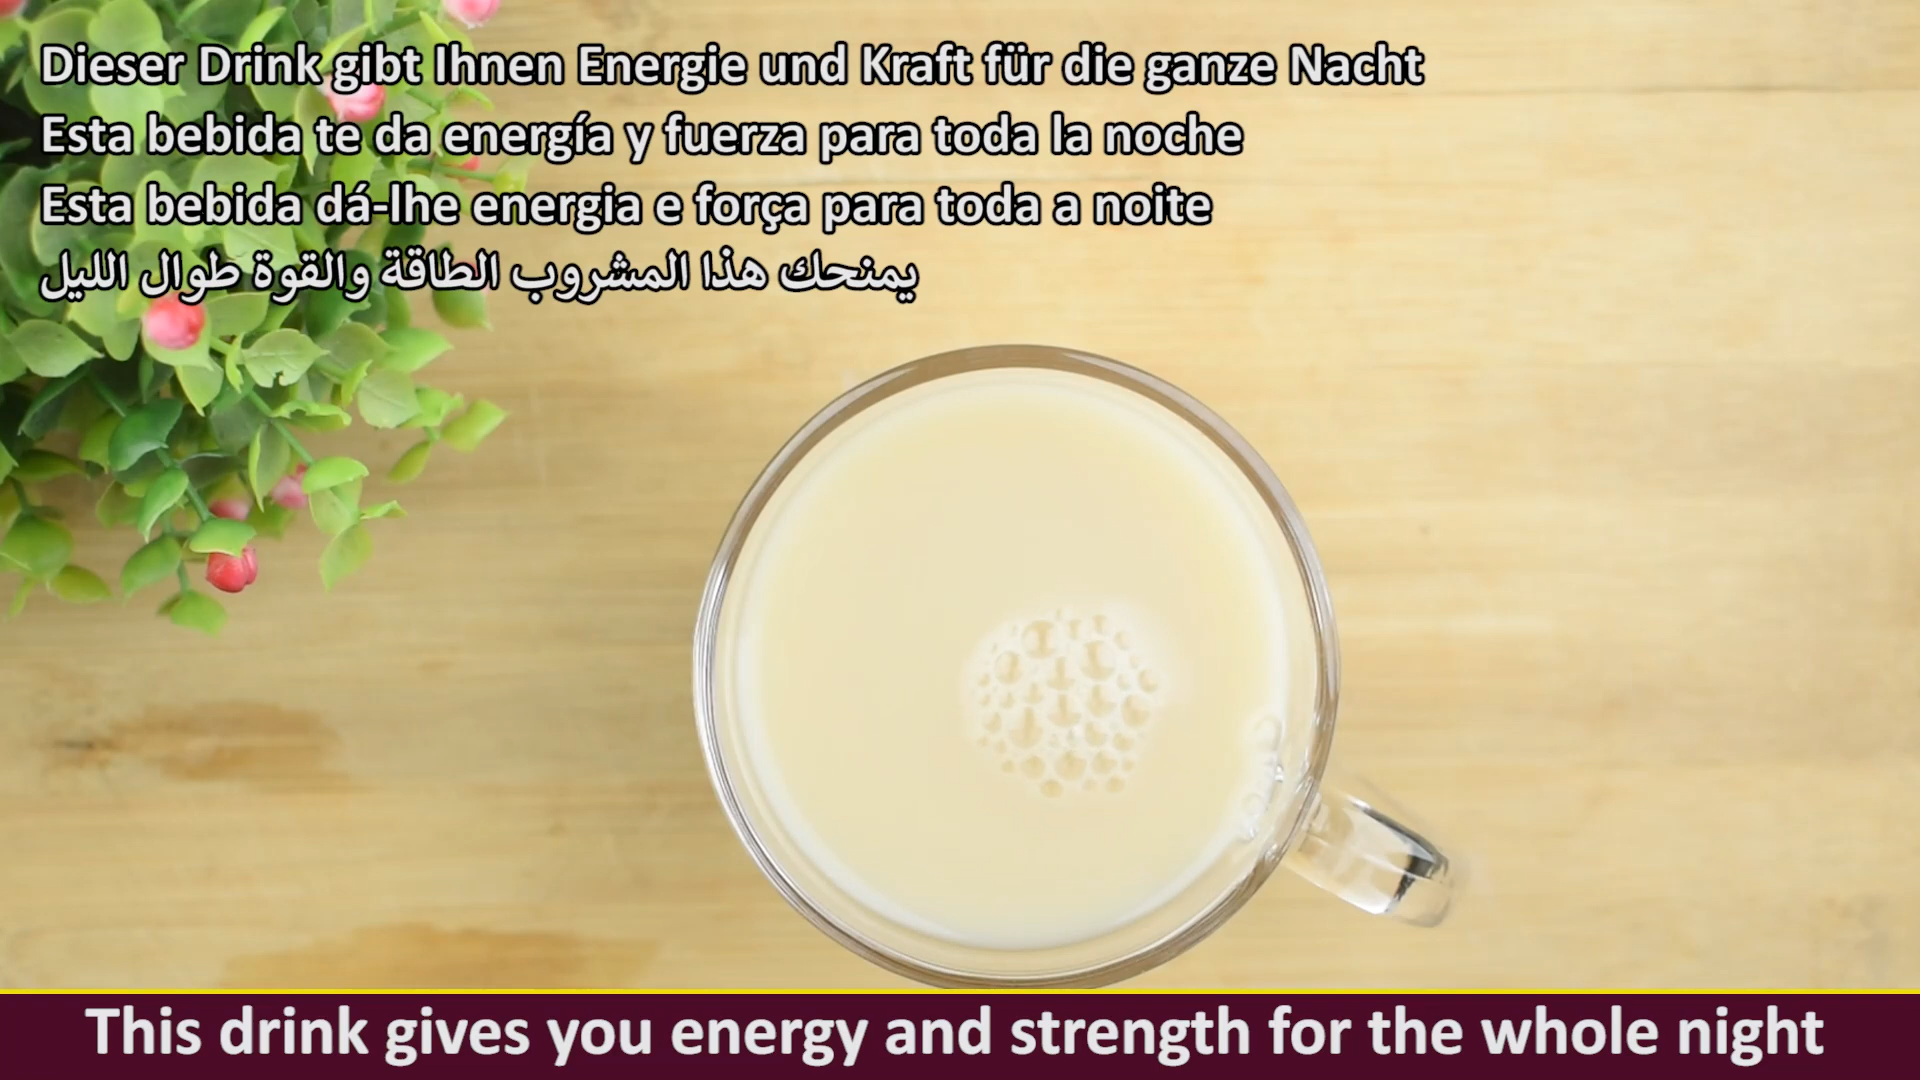 Dieser Drink gibt Ihnen Energie und Kraft für die ganze Nacht
Esta bebida te da energía y fuerza para toda la noche
Esta bebida dá-lhe energia e força para toda a noite
يمنحك هذا المشروب الطاقة والقوة طوال الليل
This drink gives you energy and strength for the whole night